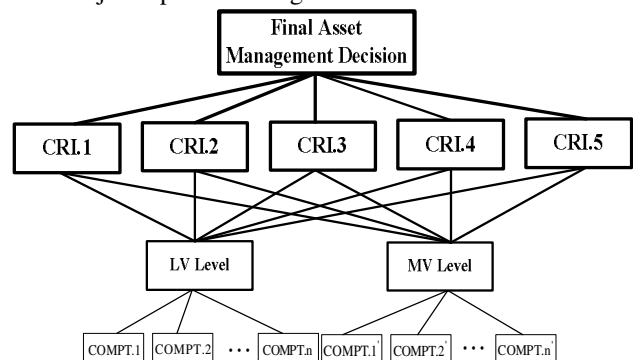 Final Asset
Management Decision
CRI.1 CRI.2 CRI.3 CRI.4 CRI.5
LV Level MV Level
COMPT.1 COMPT.2 ... COMPT.n COMPT.1' COMPT.2' ... COMPT.n'